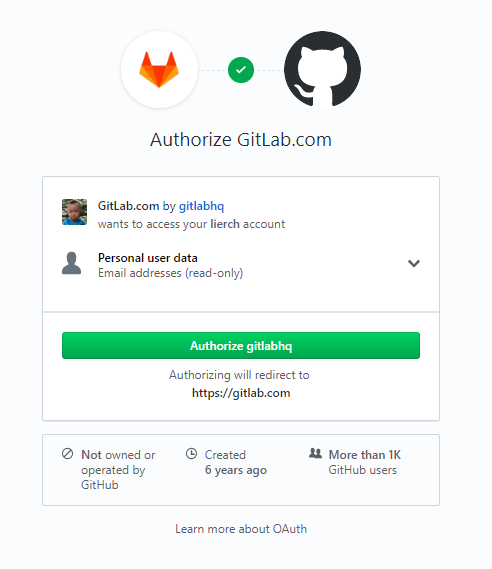 Authorize GitLab.com
GitLab.com by gitlabhq
wants to access your lierch account
Personal user data
Email addresses (read-only)
Authorize gitlabhq
Authorizing will redirect to
https://gitlab.com
Not owned or
operated by
GitHub
Created
6 years ago
More than 1K
GitHub users
Learn more about OAuth